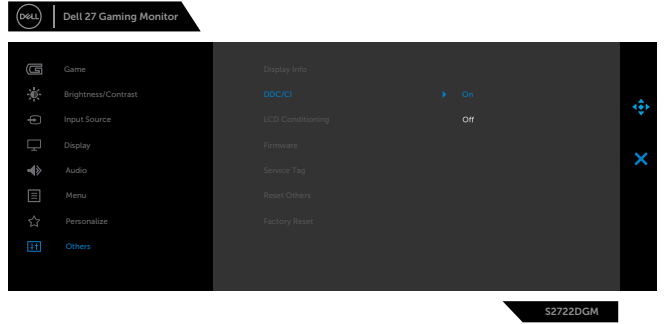 DELL
Dell 27 Gaming Monitor
Game
Brightness/Contrast
Input Source
Display
Audio
Menu
Personalize
Others
Display Info
DDC/CI
On
Off
LCD Conditioning
Firmware
Service Tag
Reset Others
Factory Reset
S2722DGM